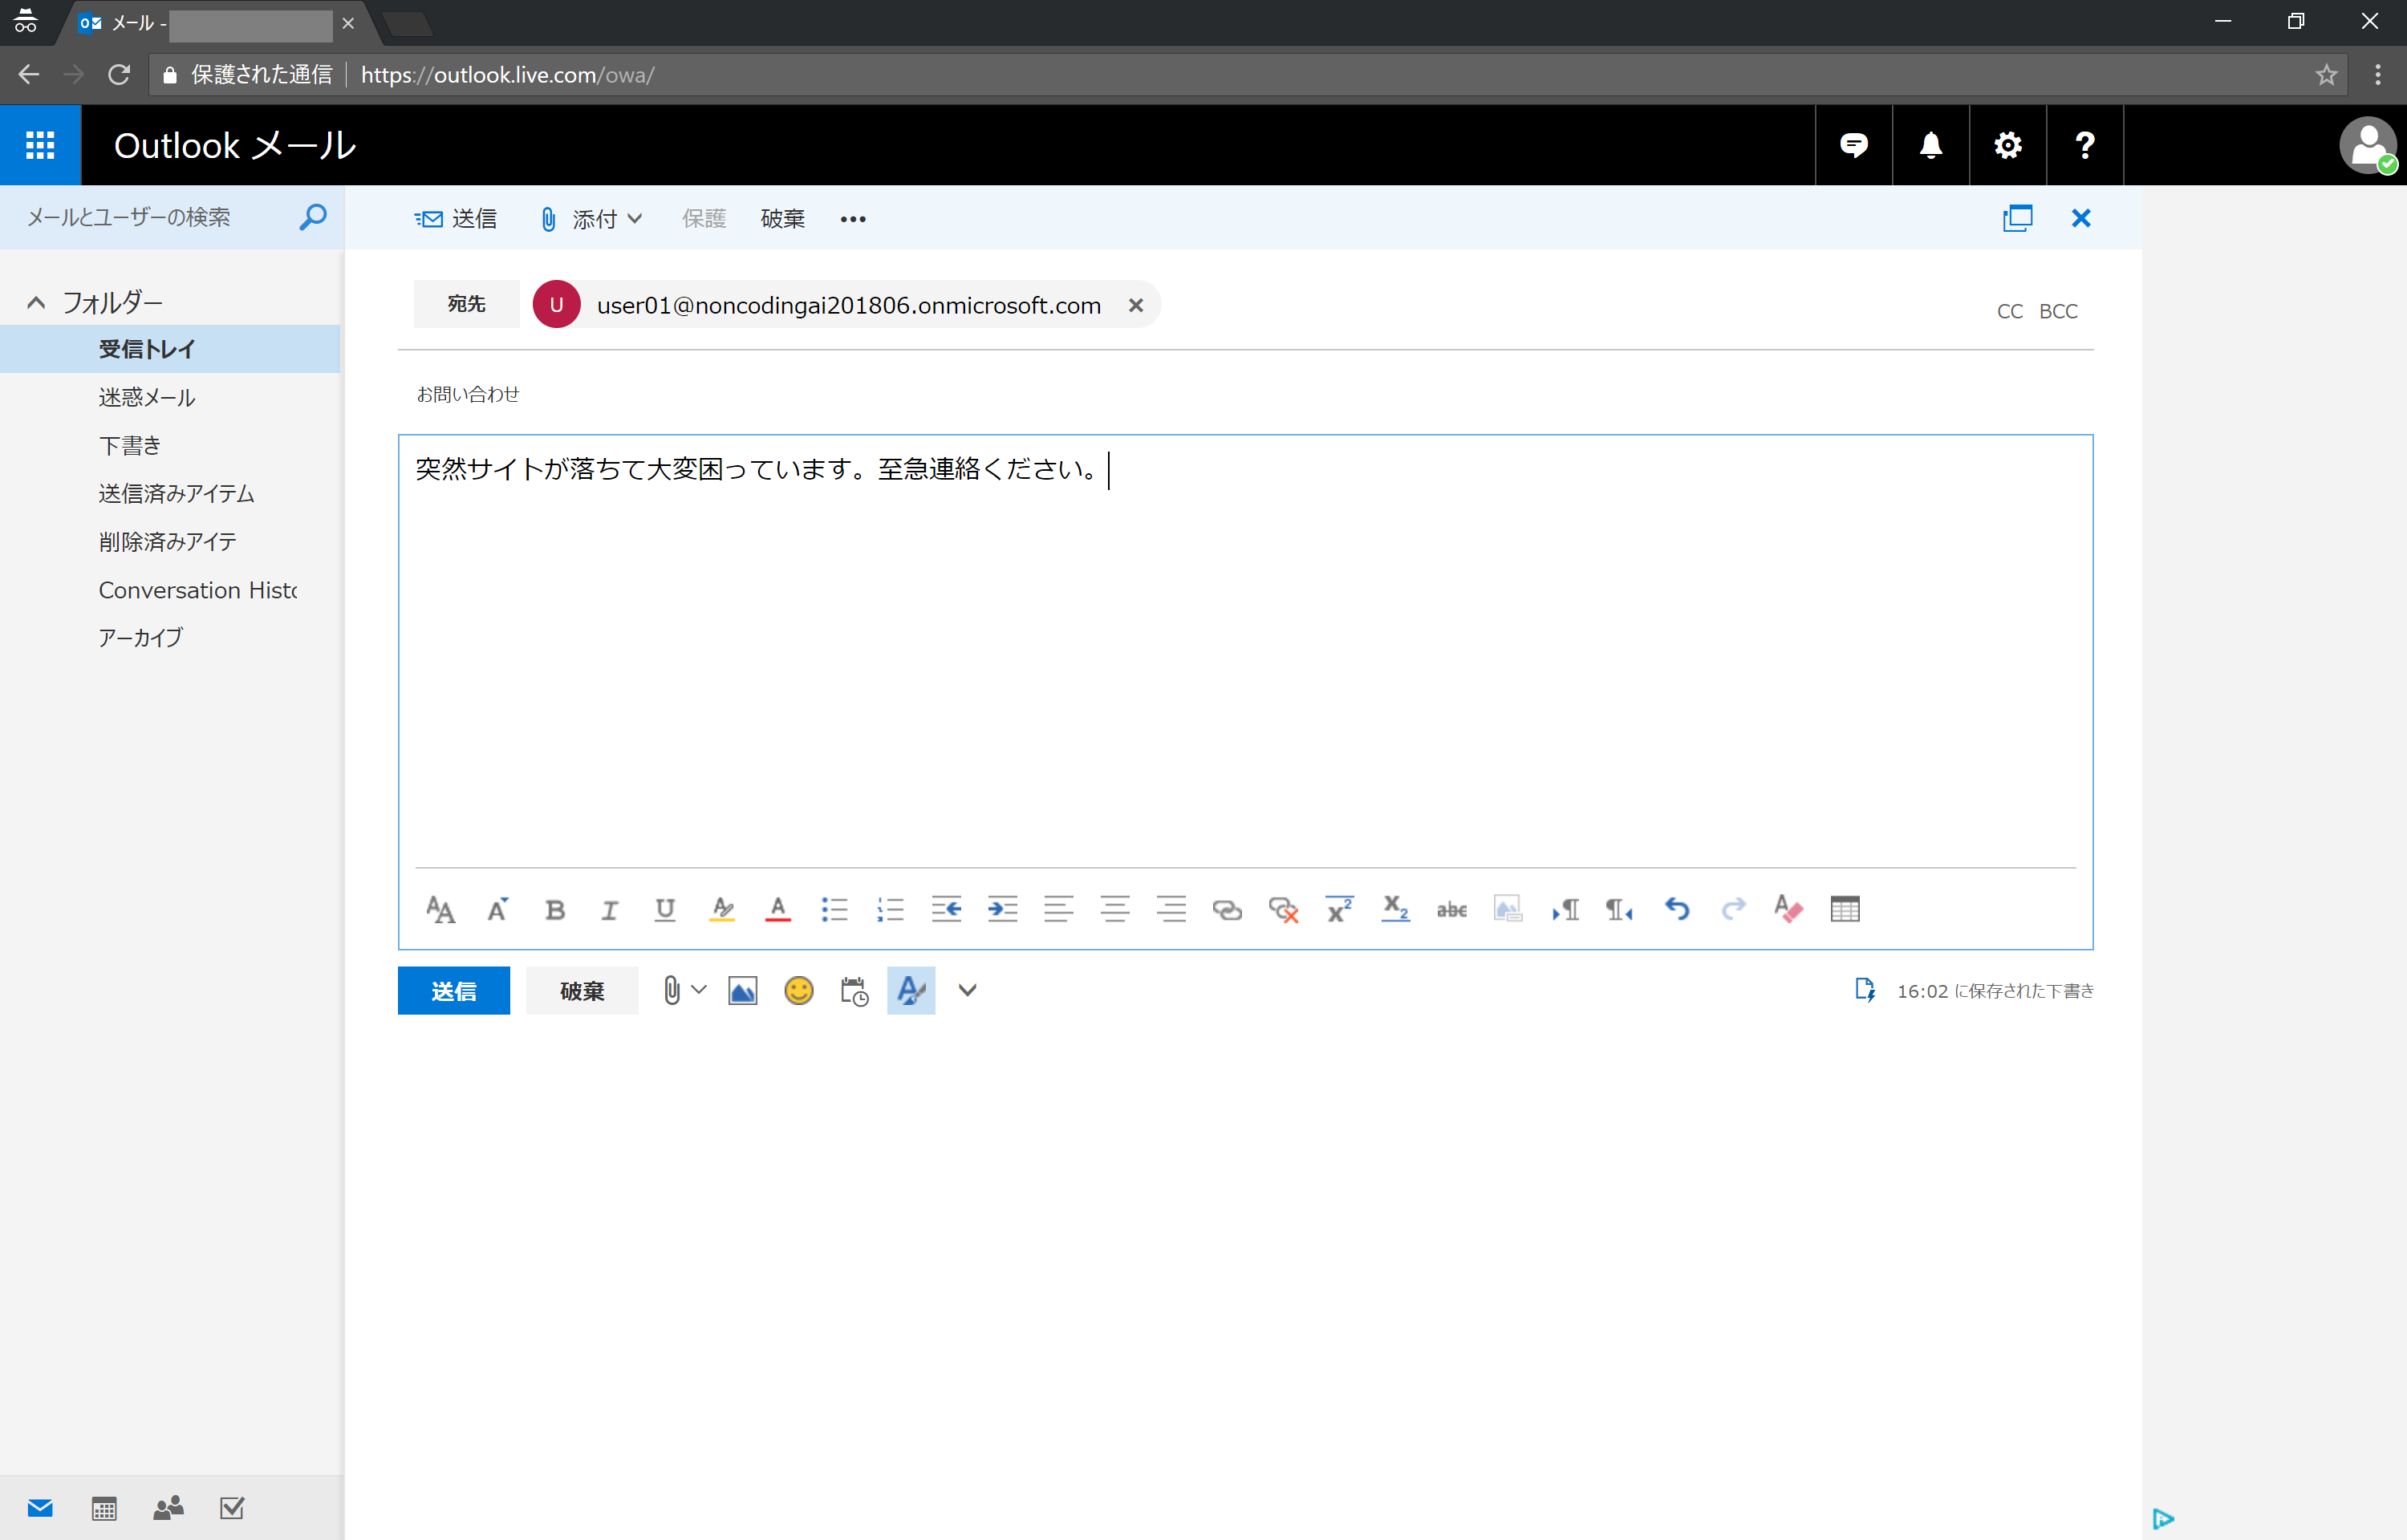 メール -
保護された通信 https://outlook.live.com/owa/
Outlook メール
?
メールとユーザーの検索
送信 添付 保護 破棄 •••
フォルダー
受信トレイ
迷惑メール
下書き
送信済みアイテム
削除済みアイテ
Conversation Histo
アーカイブ
宛先 U user01@noncodingai201806.onmicrosoft.com CC BCC
お問い合わせ
突然サイトが落ちて大変困っています。至急連絡ください。
送信 破棄 16:02 に保存された下書き